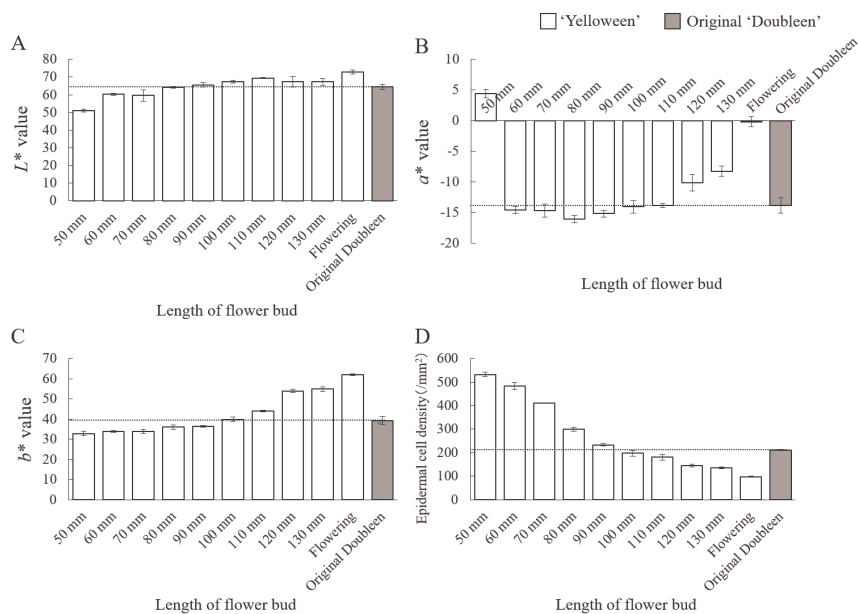 ‘Yelloween’ Original ‘Doubleen’
A
L* value
80
70
60
50
40
30
20
10
0
50 mm
60 mm
70 mm
80 mm
90 mm
100 mm
110 mm
120 mm
130 mm
Flowering
Original Doubleen
Length of flower bud
B
a* value
10
5
0
-5
-10
-15
-20
50 mm
60 mm
70 mm
80 mm
90 mm
100 mm
110 mm
120 mm
130 mm
Flowering
Original Doubleen
Length of flower bud
C
b* value
70
60
50
40
30
20
10
0
50 mm
60 mm
70 mm
80 mm
90 mm
100 mm
110 mm
120 mm
130 mm
Flowering
Original Doubleen
Length of flower bud
D
Epidermal cell density (/mm²)
600
500
400
300
200
100
0
50 mm
60 mm
70 mm
80 mm
90 mm
100 mm
110 mm
120 mm
130 mm
Flowering
Original Doubleen
Length of flower bud